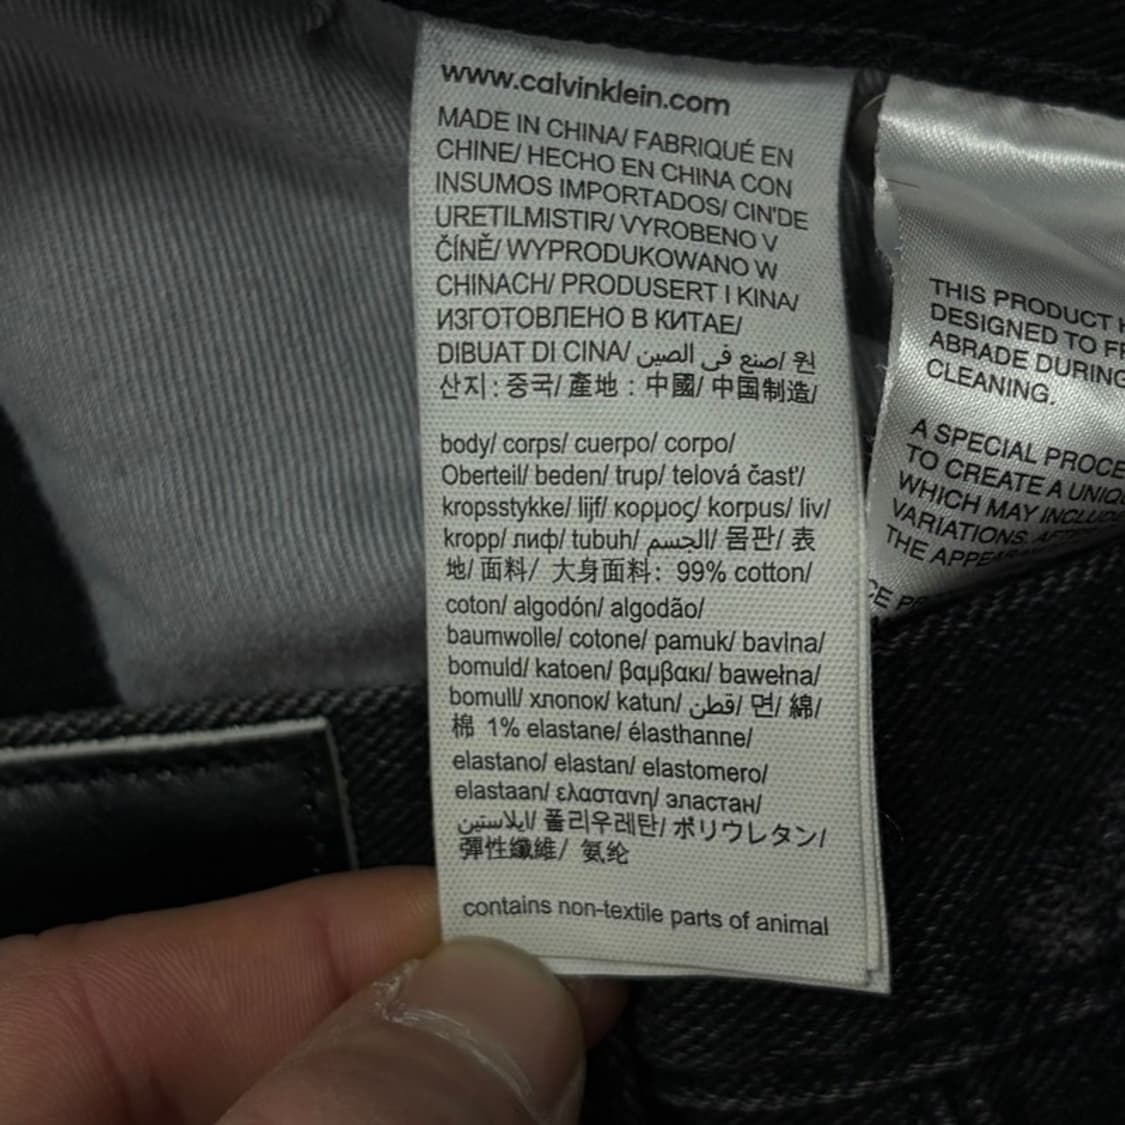 www.calvinklein.com
MADE IN CHINA/ FABRIQUÉ EN
CHINE/ HECHO EN CHINA CON
INSUMOS IMPORTADOS/ CIN'DE
URETILMISTIR/ VYROBENO V
ČÍNĚ/ WYPRODUKOWANO W
CHINACH/ PRODUSERT I KINA/
ИЗГОТОВЛЕНО В КИТАЕ/
DIBUAT DI CINA/ صنع في الصين/ 원
산지: 중국/ 產地: 中國/ 中国制造/
body/ corps/ cuerpo/ corpo/
Oberteil/ beden/ trup/ telová časť/
kropsstykke/ lijf/ κορμος/ korpus/ liv/
kropp/ лиф/ tubuh/ الجسم/ 몸판/ 表
地/ 面料/ 大身面料: 99% cotton/
coton/ algodón/ algodão/
baumwolle/ cotone/ pamuk/ bavlna/
bomuld/ katoen/ βαμβακι/ bawełna/
bomull/ хлопок/ katun/ قطن/ 면/ 綿/
棉 1% elastane/ élasthanne/
elastano/ elastan/ elastomero/
elastaan/ ελαστανη/ эластан/
ايلاستين/ 폴리우레탄/ ポリウレタン/
彈性纖維/ 氨纶
contains non-textile parts of animal
THIS PRODUCT
DESIGNED TO
ABRADE DURING
CLEANING.
A SPECIAL
TO CREATE A
WHICH MAY INCLUDE
VARIATIONS.
THE